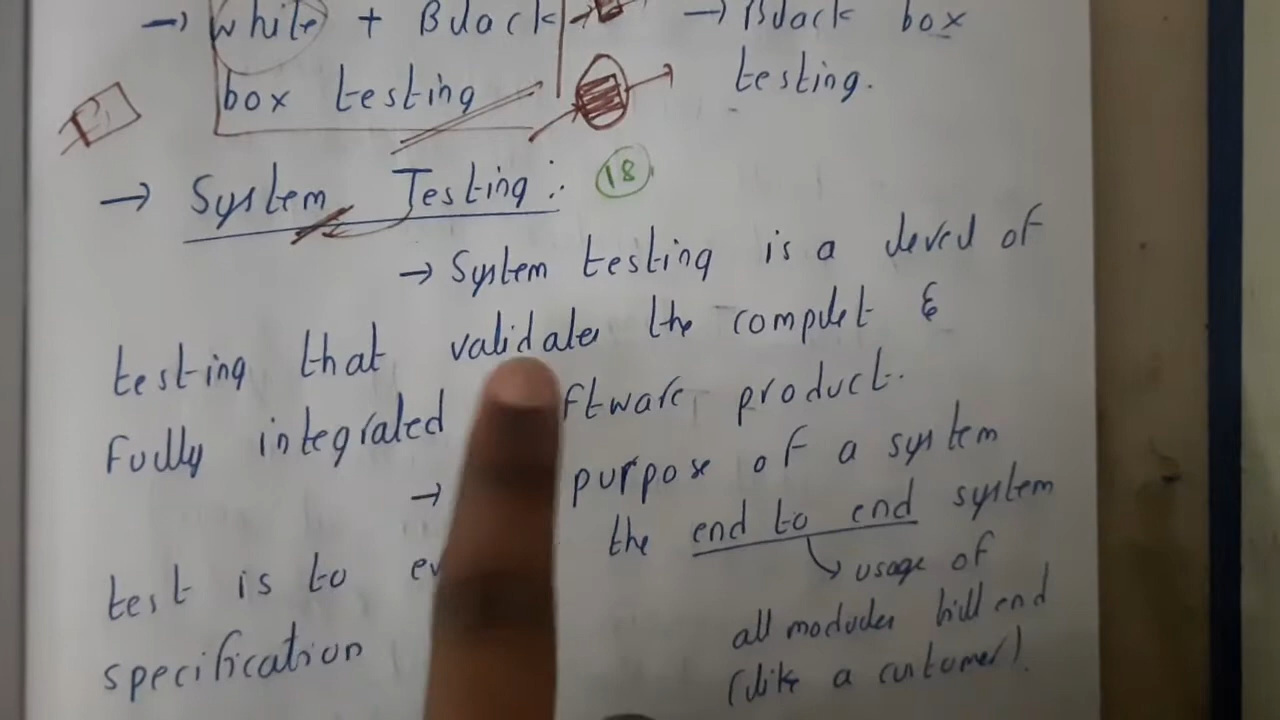 → White + Black → Black box
box testing testing.
→ System Testing: 18
→ System testing is a level of
testing that validates the complet &
Fully integrated software product.
→ purpose of a system
test is to the end to end system
↳ usage of
specification all modules till end
(like a customer).